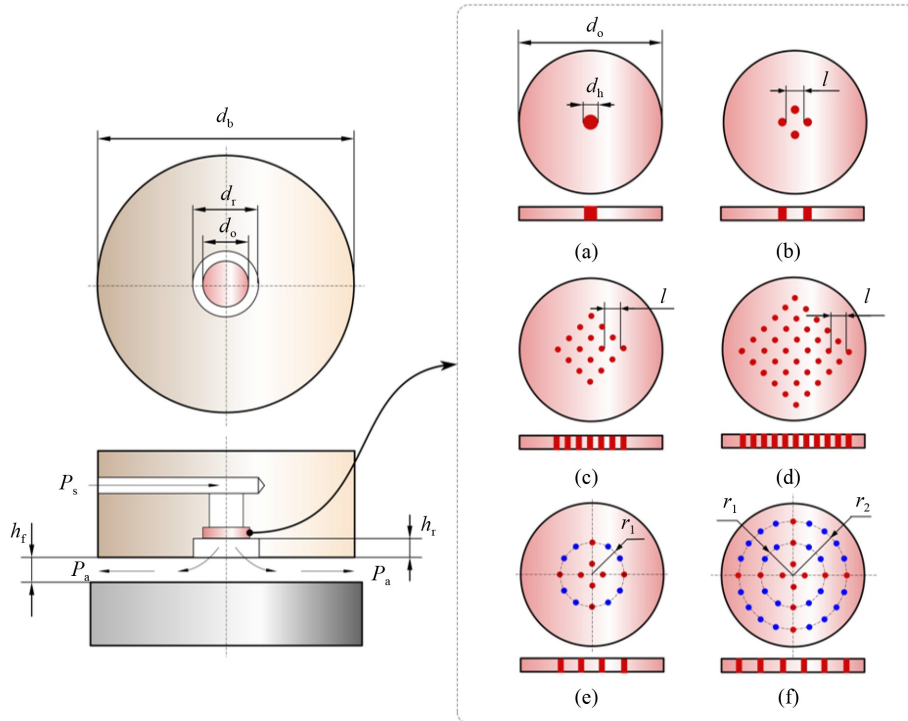 d_b
d_r
d_o
P_s
h_f
h_r
P_a
P_a
d_o
d_h
(a)
l
(b)
l
(c)
l
(d)
r_1
(e)
r_1
r_2
(f)